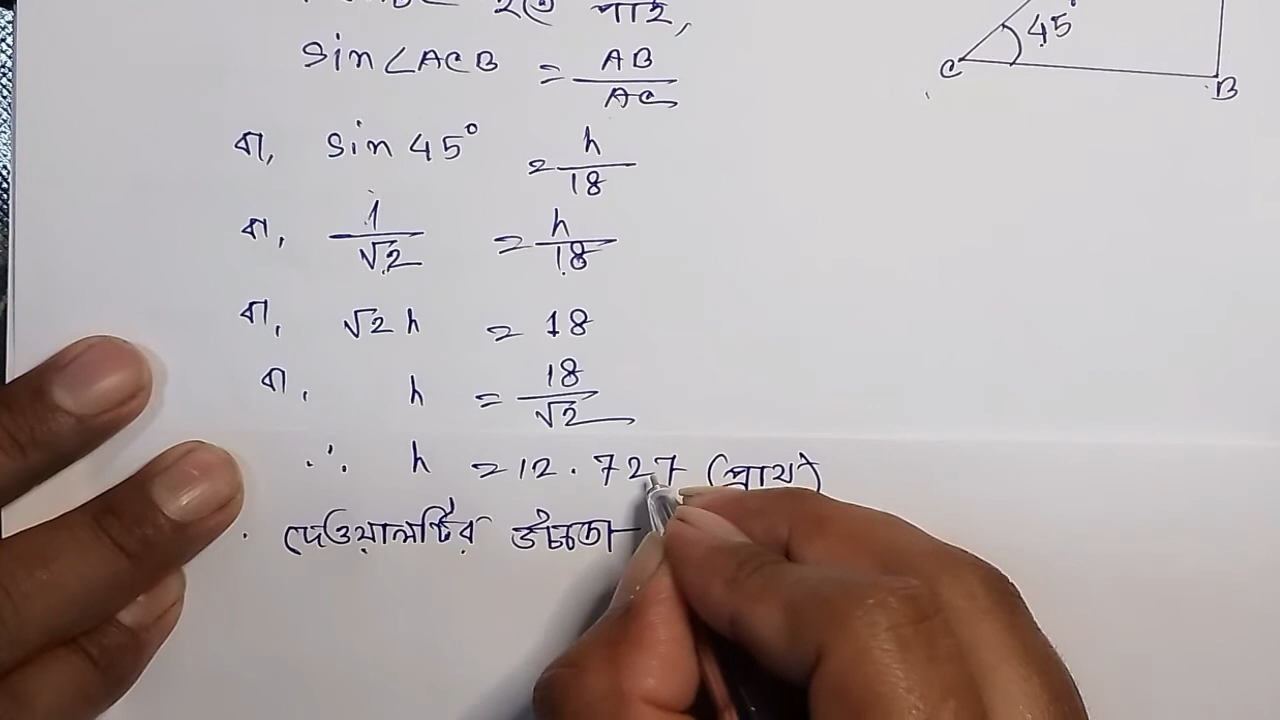 হতে পাই,
sin∠ACB = AB/AC
বা, sin 45° = h/18
বা, 1/√2 = h/18
বা, √2 h = 18
বা, h = 18/√2
∴ h = 12.727 (প্রায়)
দেওয়ালটির উচ্চতা
45°
C
B